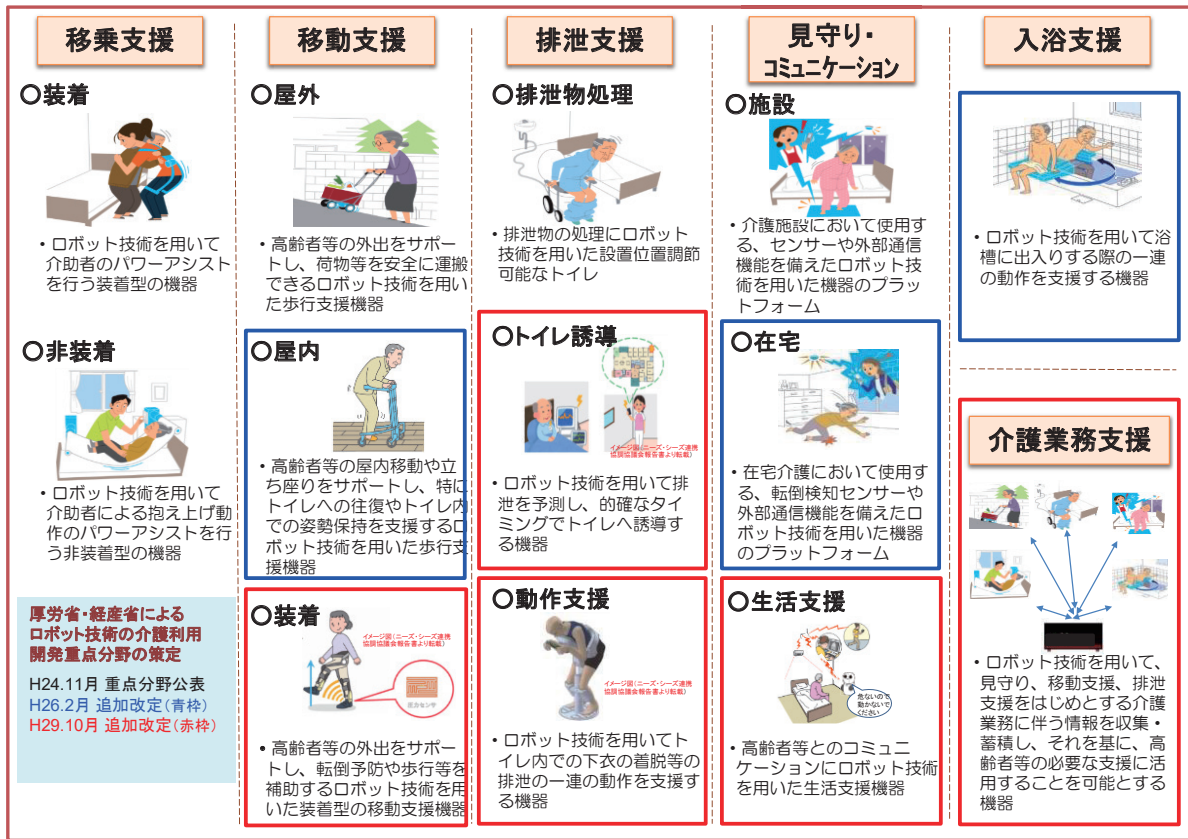 移乗支援
〇装着
・ロボット技術を用いて
介助者のパワーアシスト
を行う装着型の機器
〇非装着
・ロボット技術を用いて
介助者による抱え上げ
動作のパワーアシストを行
う非装着型の機器
厚労省・経産省による
ロボット技術の介護利用
開発重点分野の策定
H24.11月 重点分野公表
H26.2月 追加改定(青枠)
H29.10月 追加改定(赤枠)
移動支援
〇屋外
・高齢者等の外出をサポー
トし、荷物等を安全に運搬
できるロボット技術を用い
た歩行支援機器
〇屋内
・高齢者等の屋内移動や立
ち座りをサポートし、特に
トイレへの往復やトイレ内
での姿勢保持を支援するロ
ボット技術を用いた歩行支
援機器
〇装着
イメージ図(ニーズ・シーズ連携
協調協議会報告書より転載)
圧力センサ
・高齢者等の外出をサポー
トし、転倒予防や歩行等を
補助するロボット技術を用
いた装着型の移動支援機器
排泄支援
〇排泄物処理
・排泄物の処理にロボット
技術を用いた設置位置調節
可能なトイレ
〇トイレ誘導
イメージ図(ニーズ・シーズ連携
協調協議会報告書より転載)
・ロボット技術を用いて排
泄を予測し、的確なタイ
ミングでトイレへ誘導す
る機器
〇動作支援
イメージ図(ニーズ・シーズ連携
協調協議会報告書より転載)
・ロボット技術を用いてト
イレ内での下衣の着脱等の
排泄の一連の動作を支援す
る機器
見守り・
コミュニケーション
〇施設
・介護施設において使用す
る、センサーや外部通信
機能を備えたロボット技
術を用いた機器のプラッ
トフォーム
〇在宅
・在宅介護において使用す
る、転倒検知センサーや
外部通信機能を備えたロ
ボット技術を用いた機器
のプラットフォーム
〇生活支援
危ないので
動かないで
ください
・高齢者等とのコミュニ
ケーションにロボット技術
を用いた生活支援機器
入浴支援
・ロボット技術を用いて浴
槽に出入りする際の一連
の動作を支援する機器
介護業務支援
・ロボット技術を用いて、
見守り、移動支援、排泄
支援をはじめとする介護
業務に伴う情報を収集・
蓄積し、それを基に、高
齢者等の必要な支援に活
用することを可能とする
機器